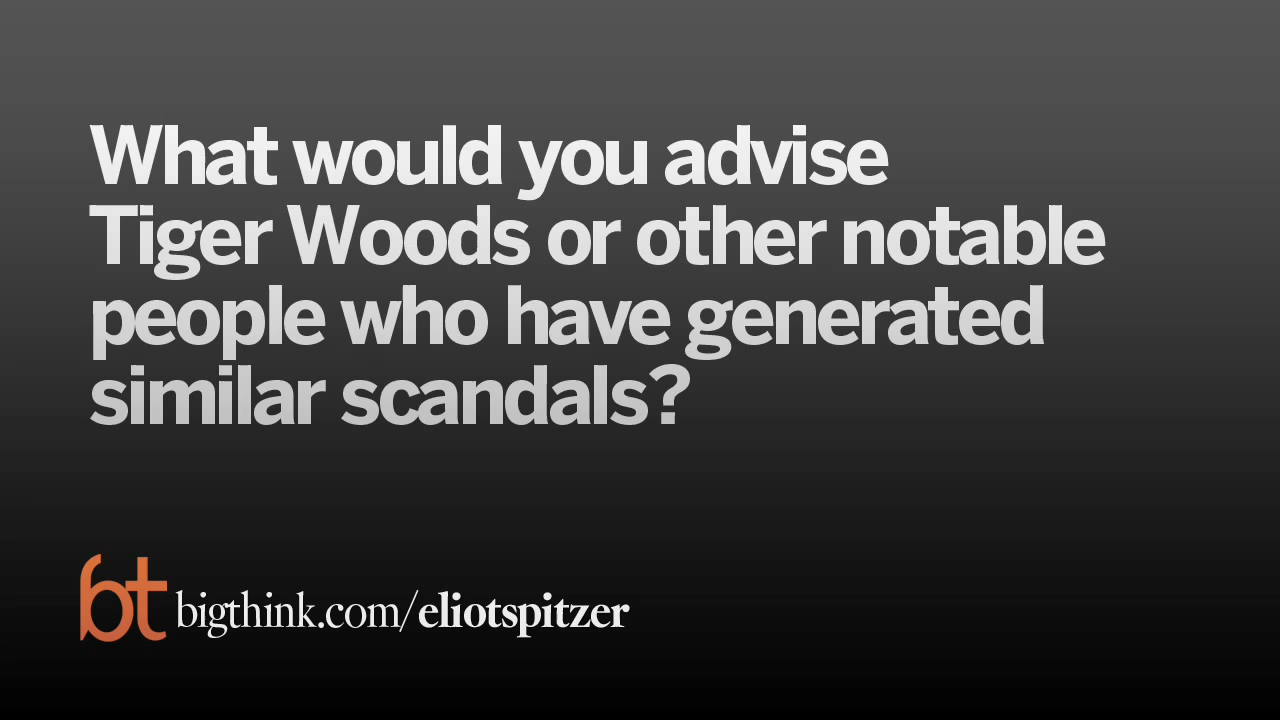 What would you advise
Tiger Woods or other notable
people who have generated
similar scandals?
bt bigthink.com/eliotspitzer